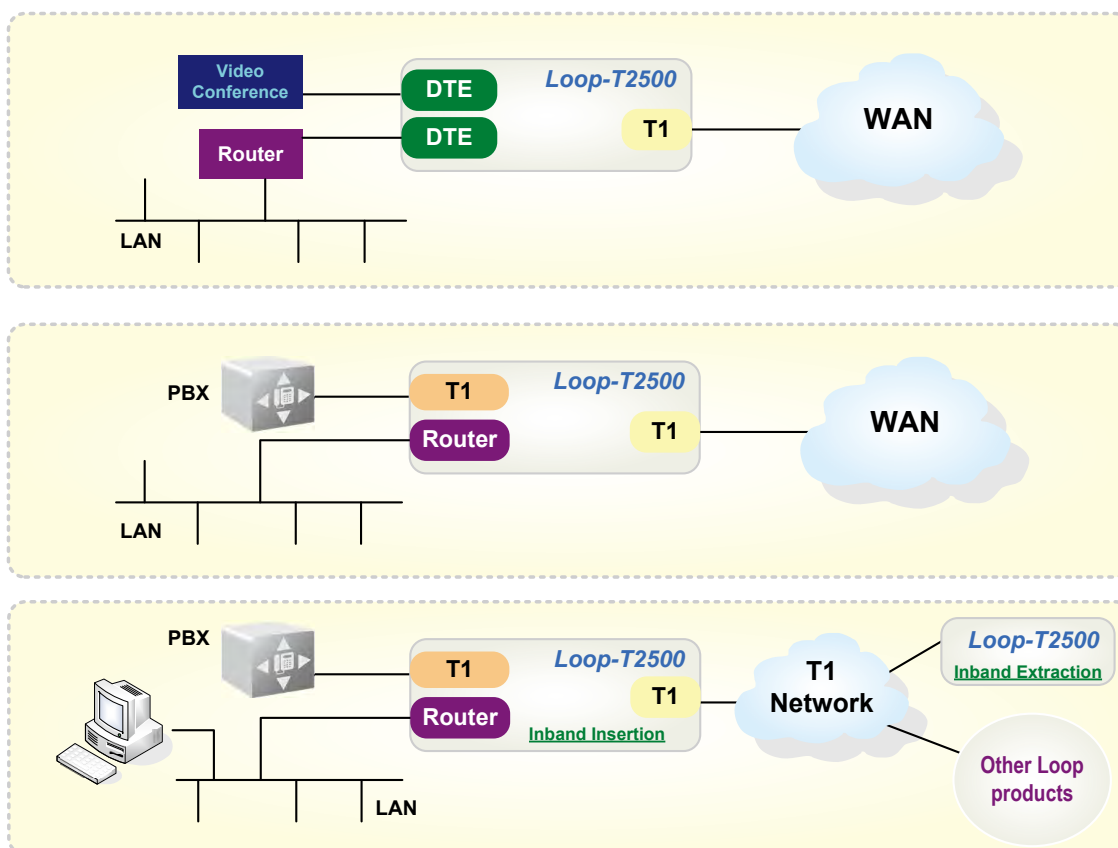 Video
Conference
Router
LAN
DTE
DTE
Loop-T2500
T1
WAN
PBX
LAN
T1
Router
Loop-T2500
T1
WAN
PBX
LAN
T1
Router
Loop-T2500
T1
Inband Insertion
T1
Network
Loop-T2500
Inband Extraction
Other Loop
products